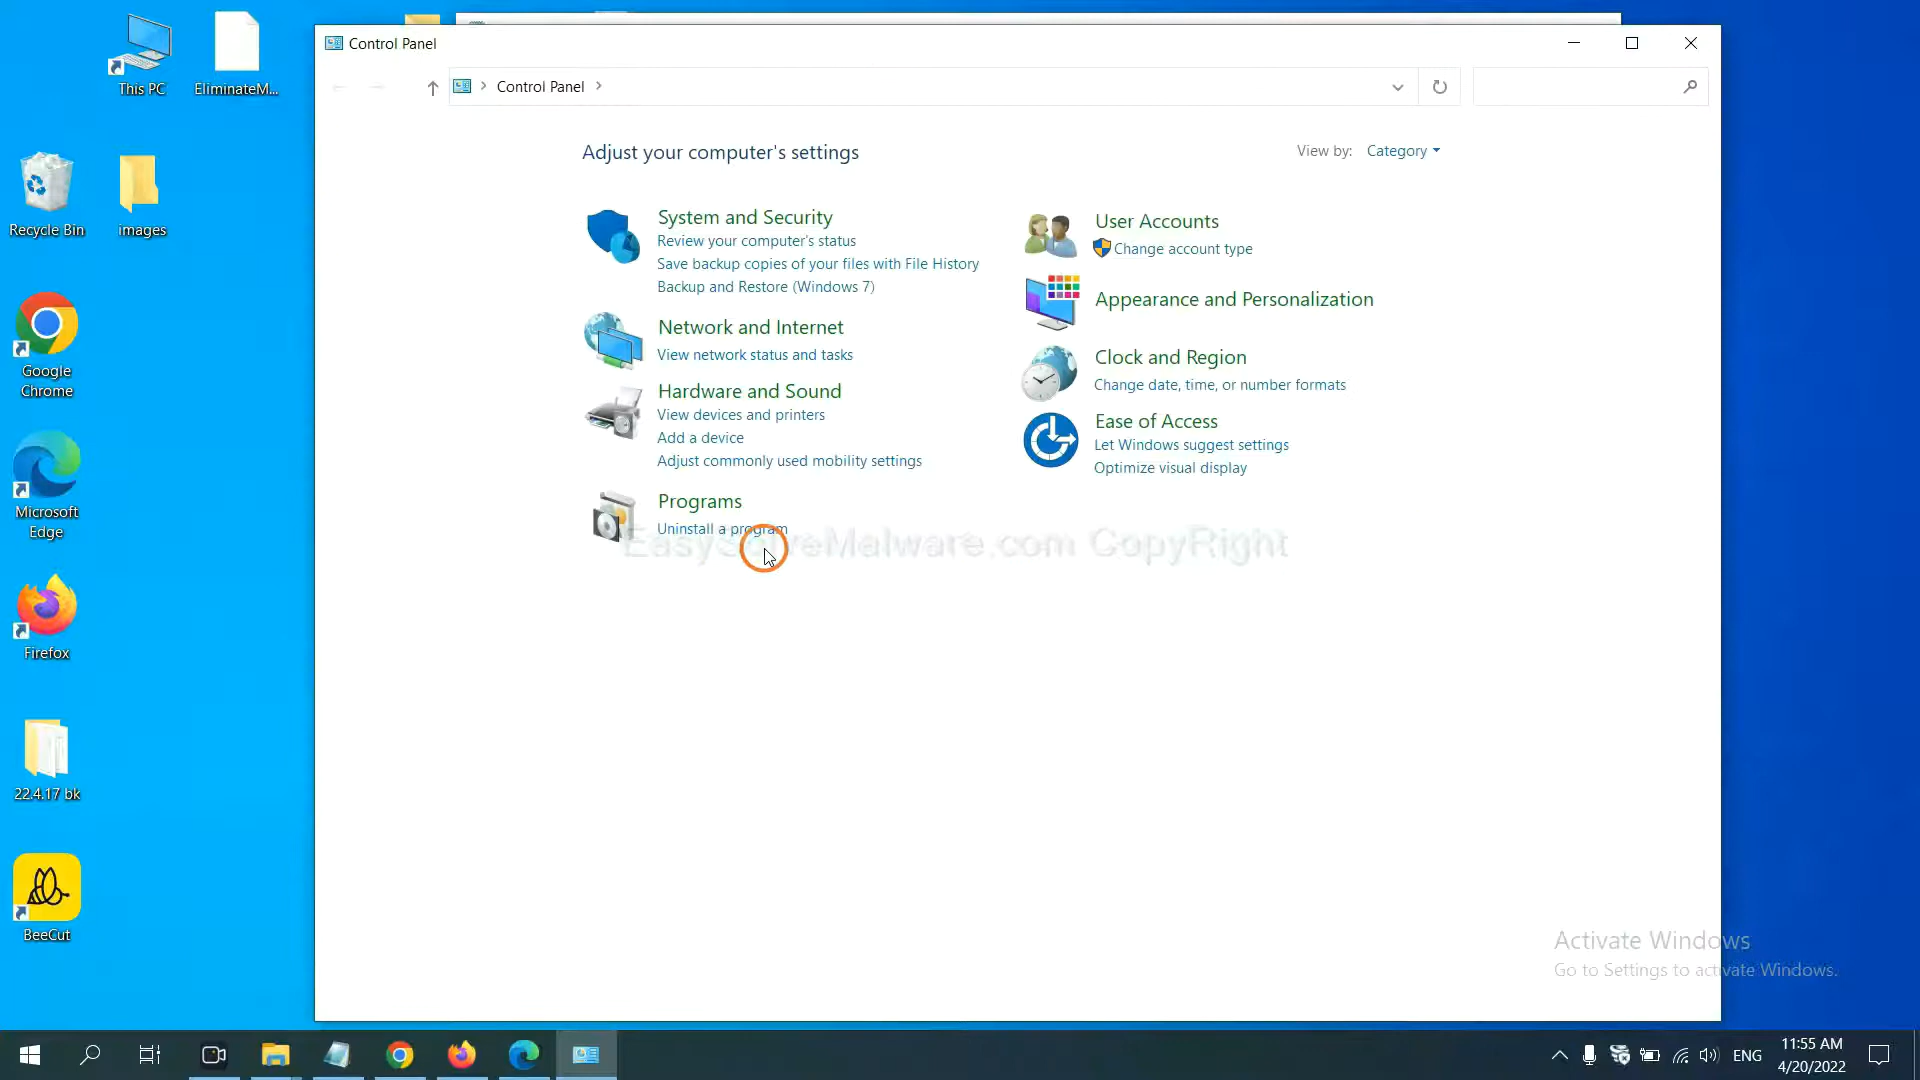 This PC
EliminateM...
Recycle Bin
images
Google
Chrome
Microsoft
Edge
Firefox
22.4.17 bk
BeeCut
Control Panel
Control Panel
Adjust your computer's settings
View by:
Category
System and Security
Review your computer's status
Save backup copies of your files with File History
Backup and Restore (Windows 7)
Network and Internet
View network status and tasks
Hardware and Sound
View devices and printers
Add a device
Adjust commonly used mobility settings
Programs
Uninstall a program
User Accounts
Change account type
Appearance and Personalization
Clock and Region
Change date, time, or number formats
Ease of Access
Let Windows suggest settings
Optimize visual display
EasySolveMalware.com CopyRight
Activate Windows
Go to Settings to activate Windows.
ENG
11:55 AM
4/20/2022